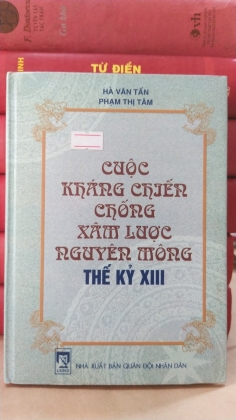 TỪ ĐIỂN
HÀ VĂN TẤN
PHẠM THỊ TÂM
CUỘC
KHÁNG CHIẾN
CHỐNG
XÂM LƯỢC
NGUYÊN MÔNG
THẾ KỶ XIII
NHÀ XUẤT BẢN QUÂN ĐỘI NHÂN DÂN